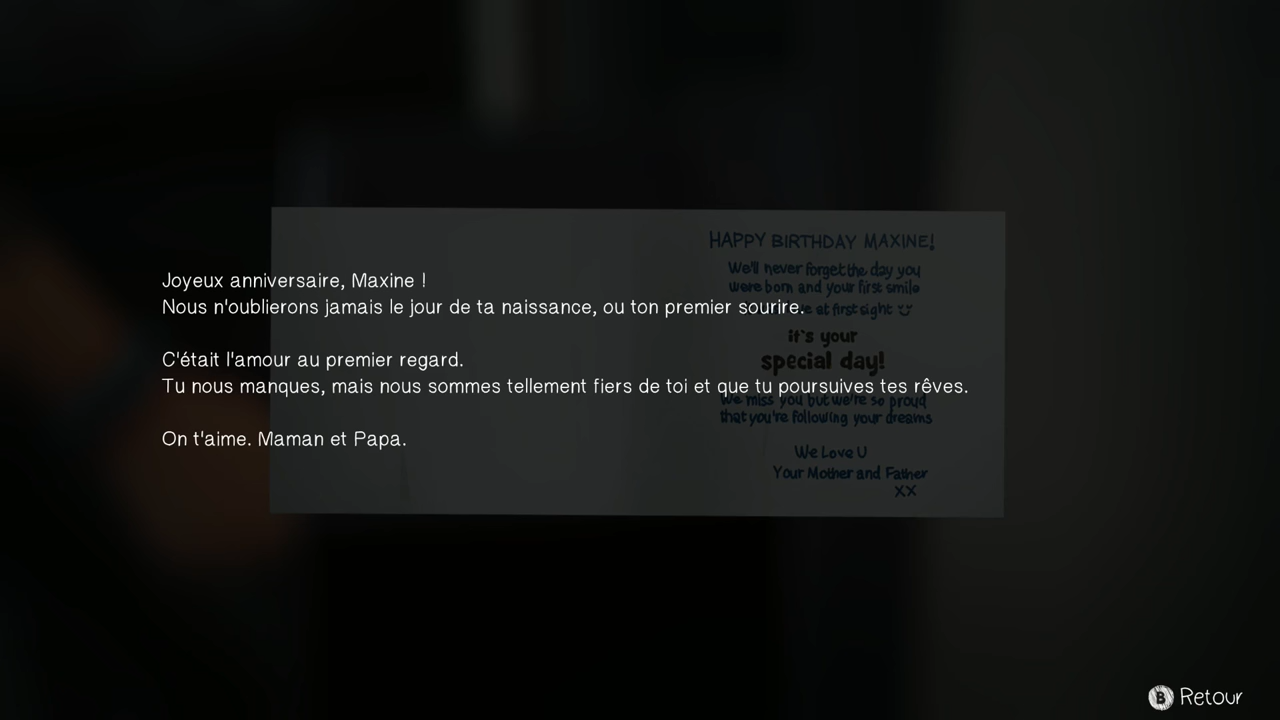 Joyeux anniversaire, Maxine !
Nous n'oublierons jamais le jour de ta naissance, ou ton premier sourire.
C'était l'amour au premier regard.
Tu nous manques, mais nous sommes tellement fiers de toi et que tu poursuives tes rêves.
On t'aime. Maman et Papa.
HAPPY BIRTHDAY MAXINE!
We'll never forget the day you
were born and your first smile
at first sight
it's your
special day!
We miss you but we're so proud
that you're following your dreams
We Love U
Your Mother and Father
XX
B Retour